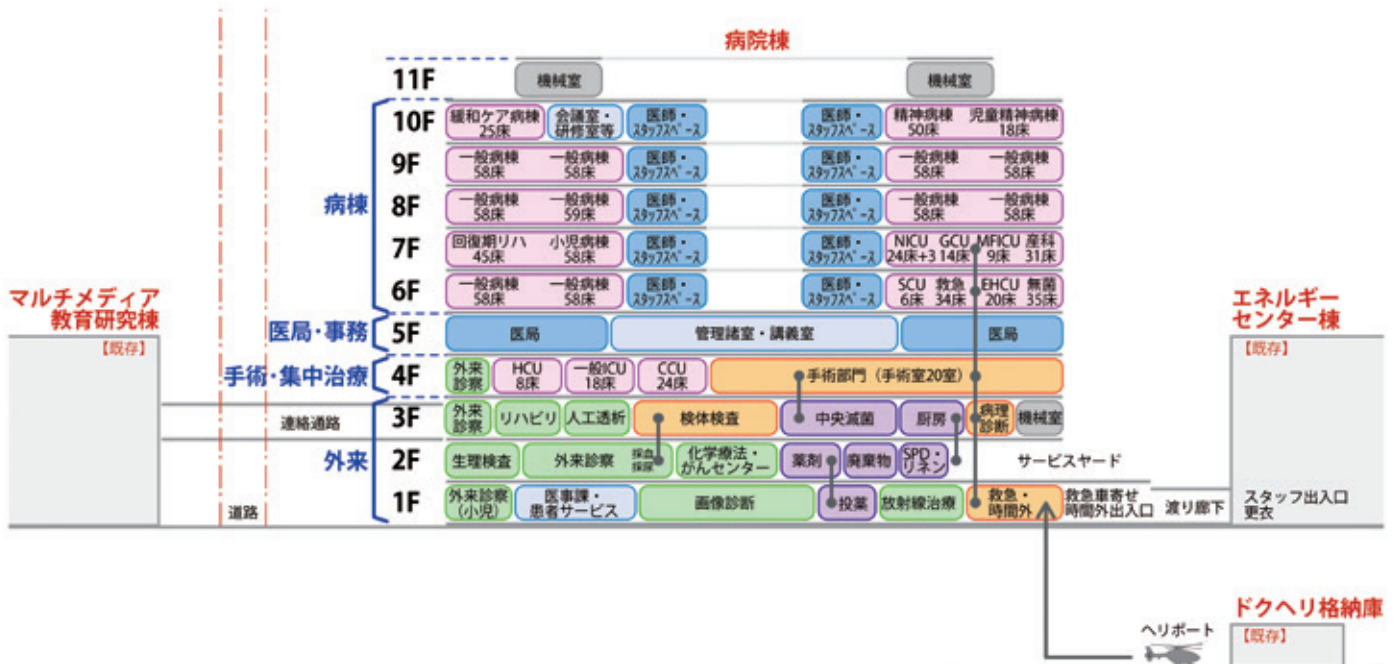 病院棟
11F
機械室
機械室
10F
緩和ケア病棟
25床
会議室・
研修室等
医師・
スタッフスペース
医師・
スタッフスペース
精神病棟
50床
児童精神病棟
18床
9F
一般病棟
58床
一般病棟
58床
医師・
スタッフスペース
医師・
スタッフスペース
一般病棟
58床
一般病棟
58床
病棟
8F
一般病棟
58床
一般病棟
59床
医師・
スタッフスペース
医師・
スタッフスペース
一般病棟
58床
一般病棟
58床
7F
回復期リハ
45床
小児病棟
58床
医師・
スタッフスペース
医師・
スタッフスペース
NICU GCU MFICU 産科
24床+3 14床 9床 31床
6F
一般病棟
58床
一般病棟
58床
医師・
スタッフスペース
医師・
スタッフスペース
SCU 救急 EHCU 無菌
6床 34床 20床 35床
マルチメディア
教育研究棟
【既存】
エネルギー
センター棟
【既存】
医局・事務
5F
医局
管理諸室・講義室
医局
手術・集中治療
4F
外来
診察
HCU
8床
一般ICU
18床
CCU
24床
手術部門（手術室20室）
連絡通路
3F
外来
診察
リハビリ
人工透析
検体検査
中央滅菌
厨房
病理
診断
機械室
外来
2F
生理検査
外来診察
採血
採尿
化学療法・
がんセンター
薬剤
廃棄物
SPD・
リネン
サービスヤード
道路
1F
外来診察
（小児）
医事課・
患者サービス
画像診断
投薬
放射線治療
救急・
時間外
救急車寄せ
時間外出入口
渡り廊下
スタッフ出入口
更衣
ヘリポート
ドクヘリ格納庫
【既存】